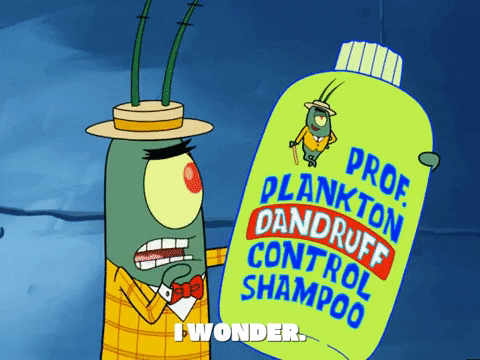 PROF.
PLANKTON
DANDRUFF
CONTROL
SHAMPOO
I WONDER.